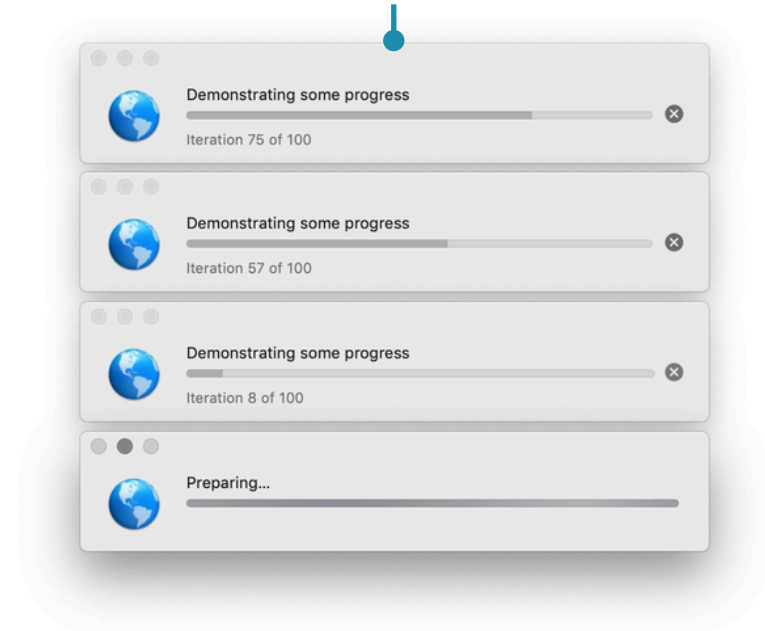 Demonstrating some progress
Iteration 75 of 100
Demonstrating some progress
Iteration 57 of 100
Demonstrating some progress
Iteration 8 of 100
Preparing...